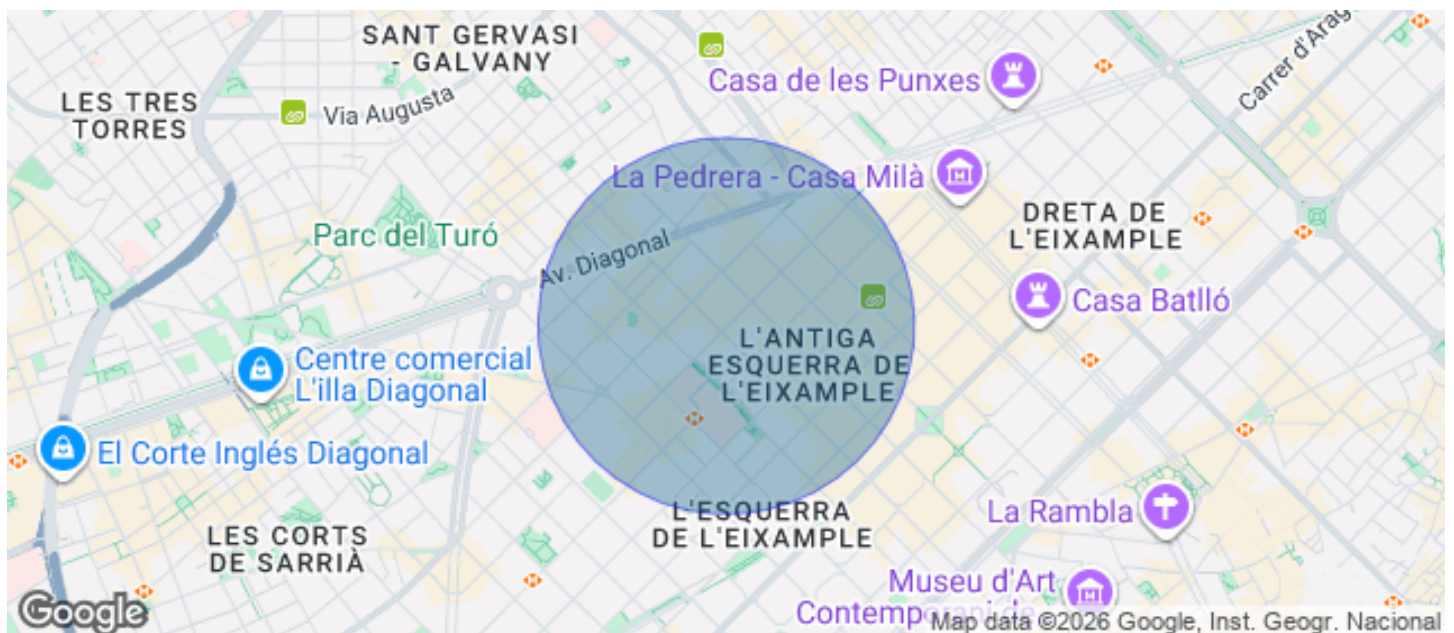 SANT GERVASI
- GALVANY
Casa de les Punxes
Carrer d'Arag
LES TRES
TORRES
Via Augusta
La Pedrera - Casa Milà
DRETA DE
L'EIXAMPLE
Parc del Turó
Av. Diagonal
Casa Batlló
L'ANTIGA
ESQUERRA DE
L'EIXAMPLE
Centre comercial
L'illa Diagonal
El Corte Inglés Diagonal
L'ESQUERRA
DE L'EIXAMPLE
La Rambla
LES CORTS
DE SARRIÀ
Museu d'Art
Contemporani de
Google
Map data ©2026 Google, Inst. Geogr. Nacional